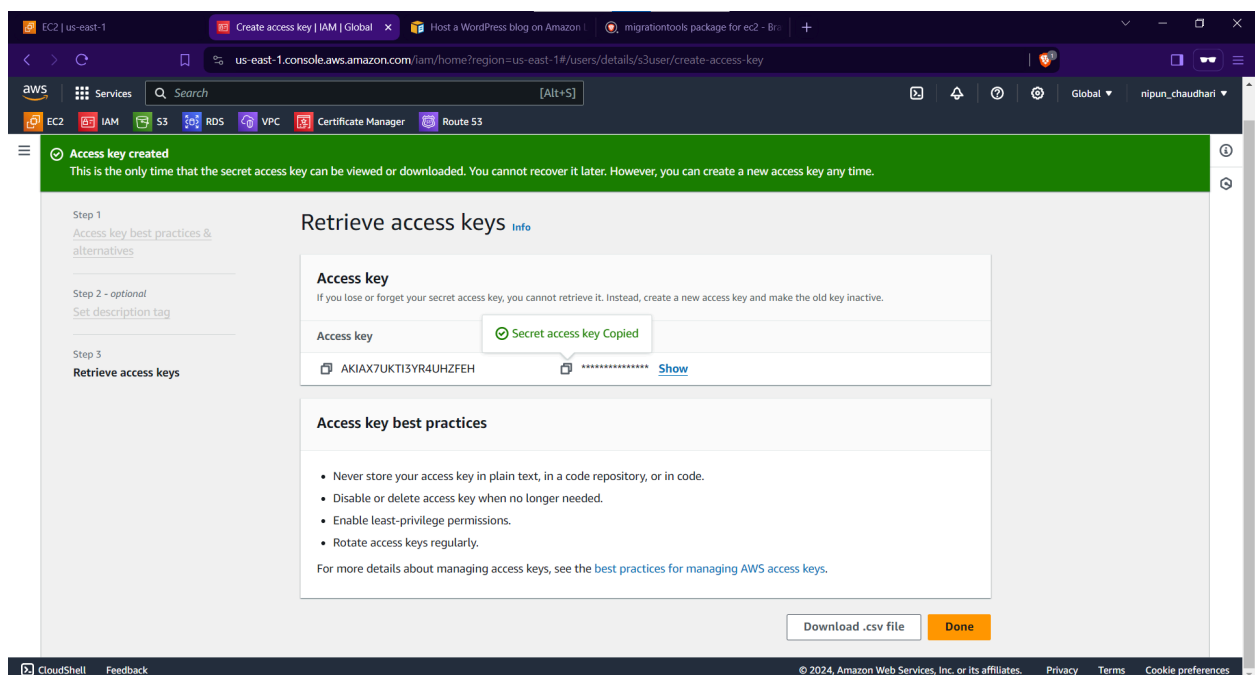 EC2 | us-east-1
Create access key | IAM | Global
Host a WordPress blog on Amazon L
migrationtools package for ec2 - Bra
us-east-1.console.aws.amazon.com/iam/home?region=us-east-1#/users/details/s3user/create-access-key
aws
Services
Search
[Alt+S]
Global
nipun_chaudhari
EC2
IAM
S3
RDS
VPC
Certificate Manager
Route 53
Access key created
This is the only time that the secret access key can be viewed or downloaded. You cannot recover it later. However, you can create a new access key any time.
Step 1
Access key best practices &
alternatives
Step 2 - optional
Set description tag
Step 3
Retrieve access keys
Retrieve access keys Info
Access key
If you lose or forget your secret access key, you cannot retrieve it. Instead, create a new access key and make the old key inactive.
Access key
Secret access key Copied
AKIAX7UKTI3YR4UHZFEH
*************** Show
Access key best practices
• Never store your access key in plain text, in a code repository, or in code.
• Disable or delete access key when no longer needed.
• Enable least-privilege permissions.
• Rotate access keys regularly.
For more details about managing access keys, see the best practices for managing AWS access keys.
Download .csv file
Done
CloudShell
Feedback
© 2024, Amazon Web Services, Inc. or its affiliates.
Privacy
Terms
Cookie preferences